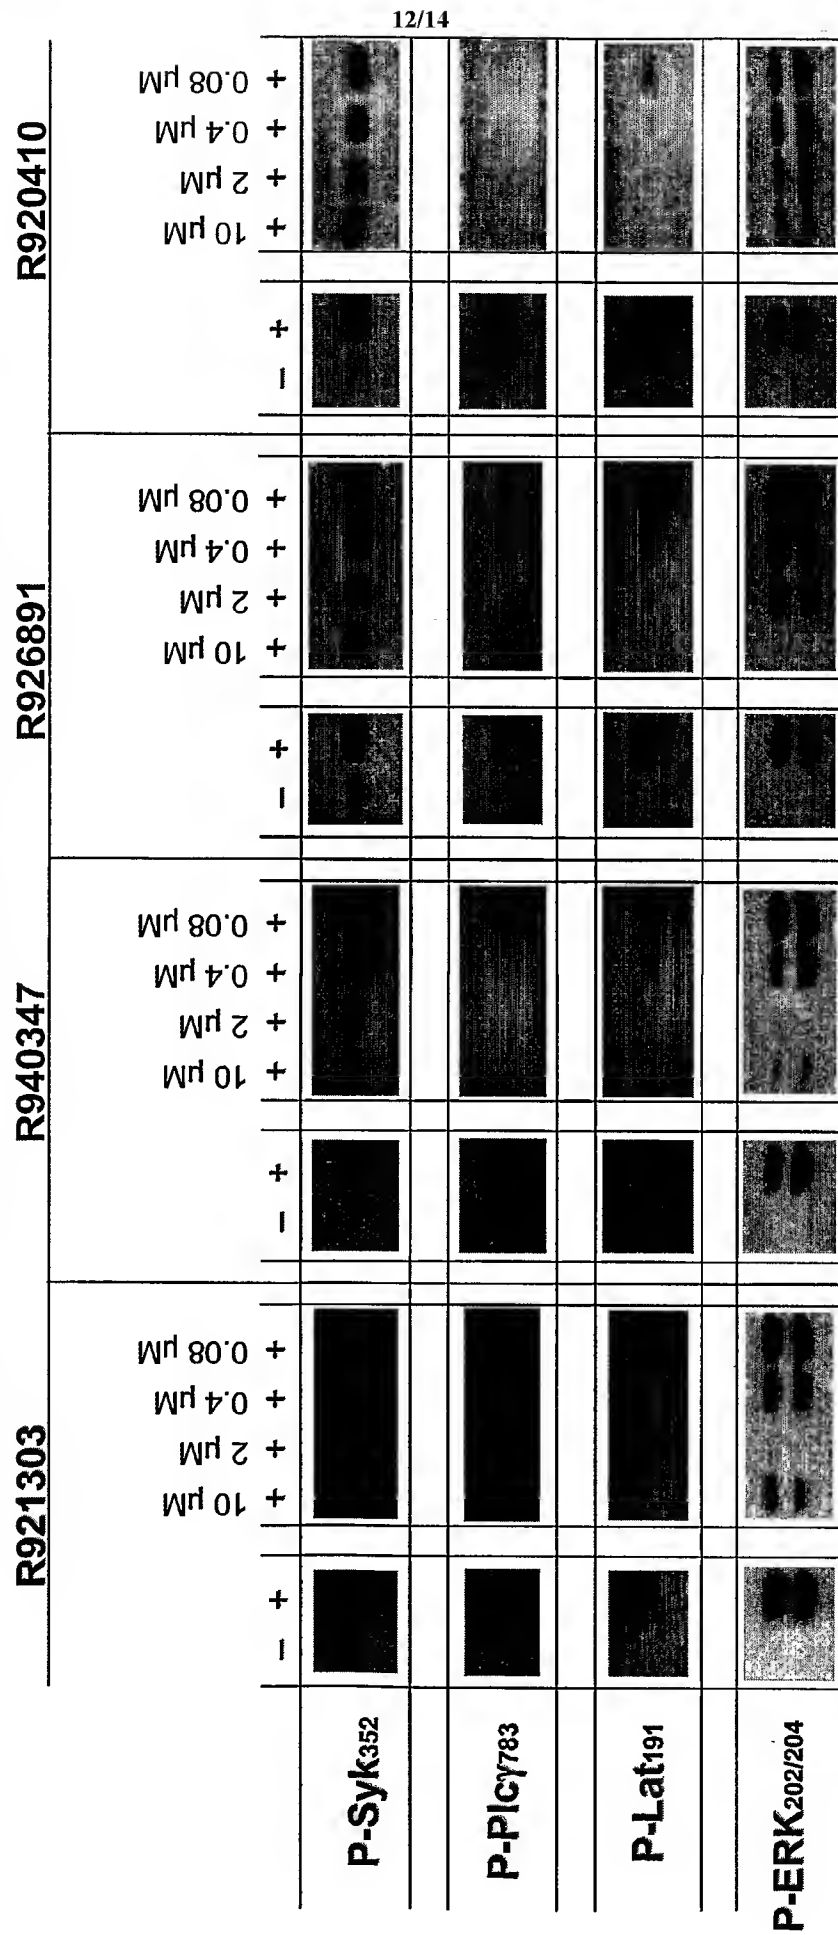 12/14
R921303 R940347 R926891 R920410
10 µM 2 µM 0.4 µM 0.08 µM 10 µM 2 µM 0.4 µM 0.08 µM 10 µM 2 µM 0.4 µM 0.08 µM 10 µM 2 µM 0.4 µM 0.08 µM
− + + + + + − + + + + + − + + + + + − + + + + +
P-Syk352
P-Plcγ783
P-Lat191
P-ERK202/204